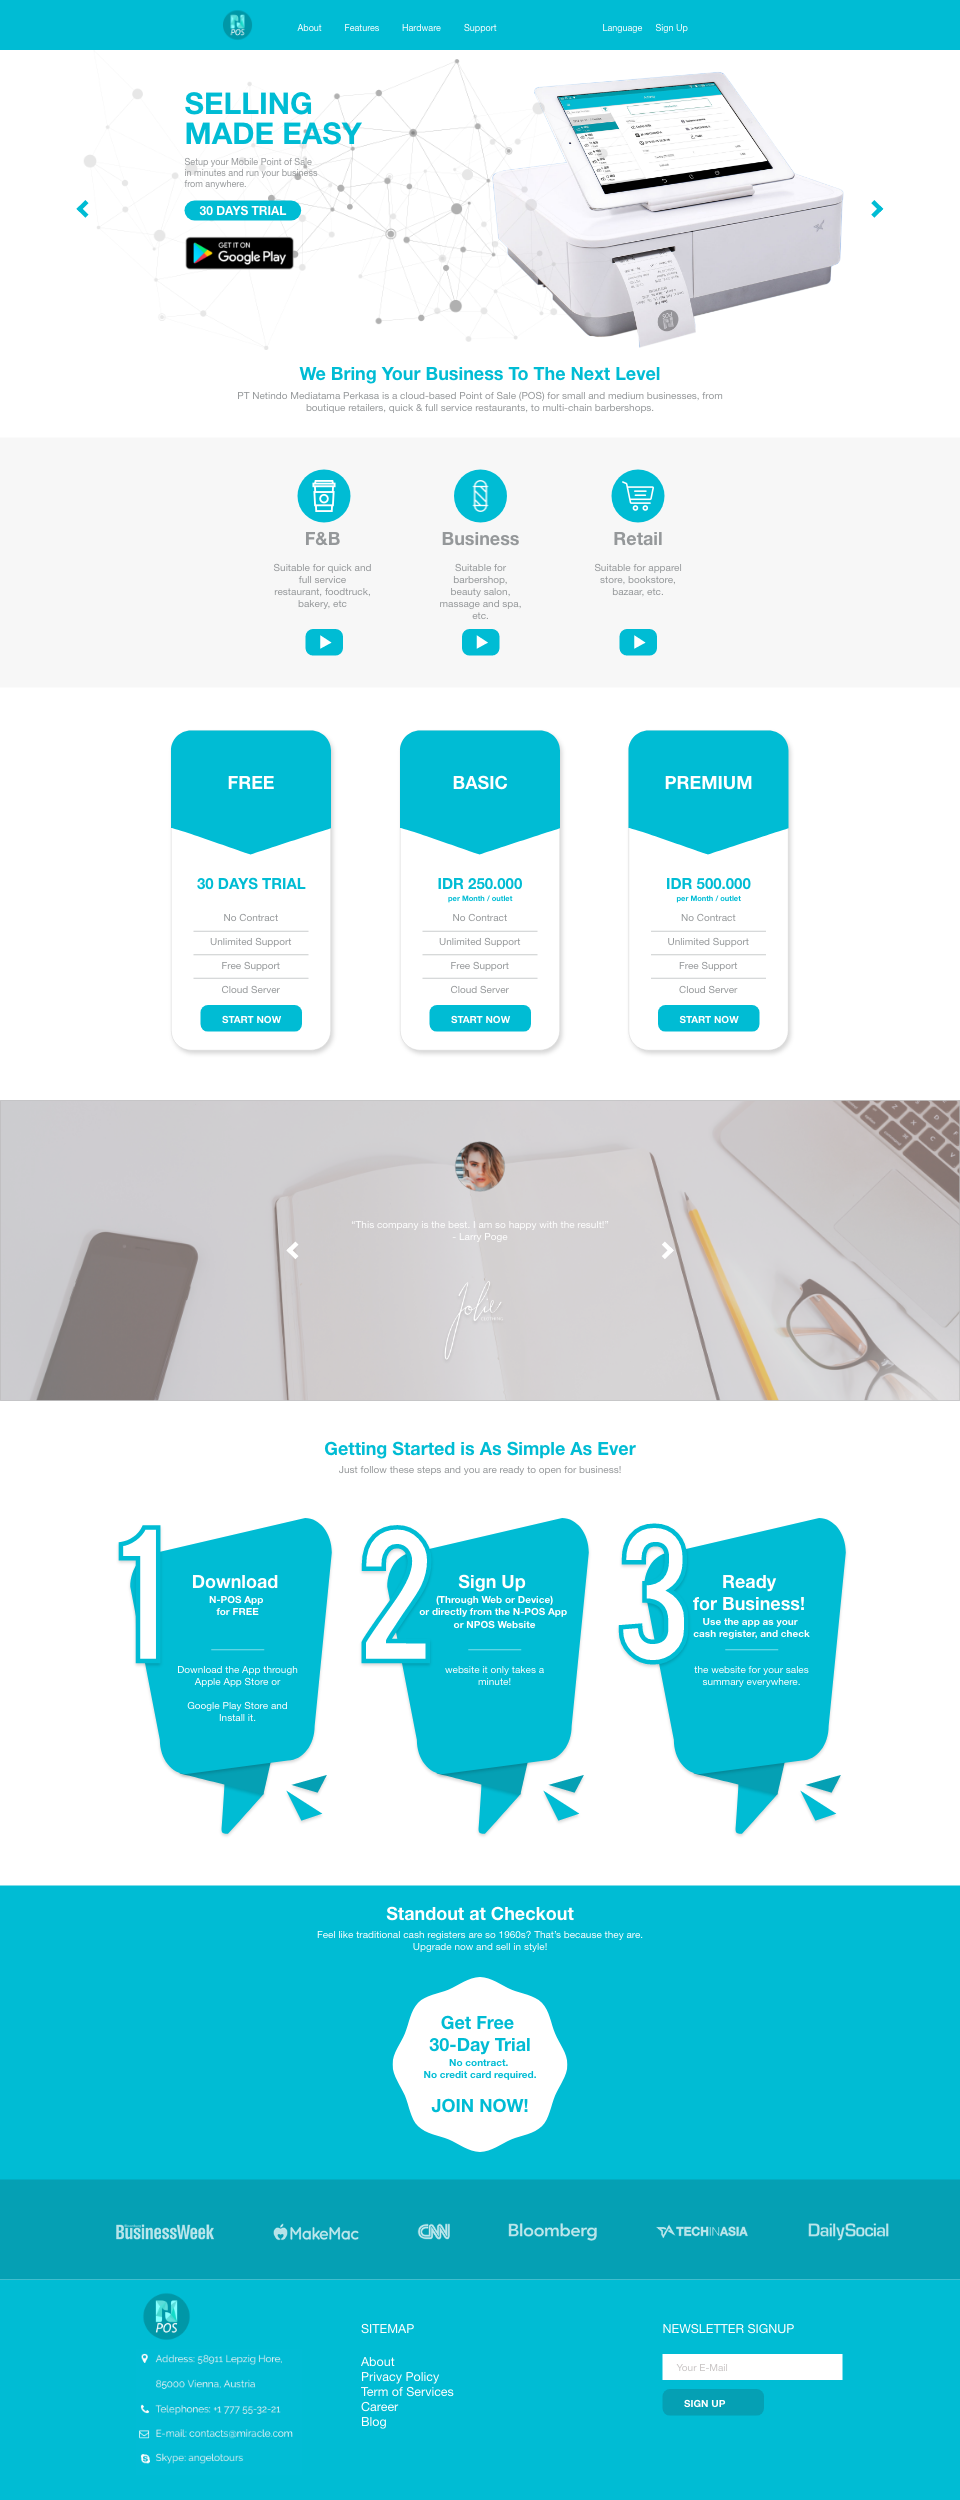 N
POS
About
Features
Hardware
Support
Language
Sign Up
SELLING
MADE EASY
Setup your Mobile Point of Sale
in minutes and run your business
from anywhere.
30 DAYS TRIAL
GET IT ON
Google Play
We Bring Your Business To The Next Level
PT Netindo Mediatama Perkasa is a cloud-based Point of Sale (POS) for small and medium businesses, from
boutique retailers, quick & full service restaurants, to multi-chain barbershops.
F&B
Suitable for quick and
full service
restaurant, foodtruck,
bakery, etc
Business
Suitable for
barbershop,
beauty salon,
massage and spa,
etc.
Retail
Suitable for apparel
store, bookstore,
bazaar, etc.
FREE
30 DAYS TRIAL
No Contract
Unlimited Support
Free Support
Cloud Server
START NOW
BASIC
IDR 250.000
per Month / outlet
No Contract
Unlimited Support
Free Support
Cloud Server
START NOW
PREMIUM
IDR 500.000
per Month / outlet
No Contract
Unlimited Support
Free Support
Cloud Server
START NOW
“This company is the best. I am so happy with the result!”
- Larry Poge
Jolie
Getting Started is As Simple As Ever
Just follow these steps and you are ready to open for business!
1
Download
N-POS App
for FREE
Download the App through
Apple App Store or
Google Play Store and
Install it.
2
Sign Up
(Through Web or Device)
or directly from the N-POS App
or NPOS Website
website it only takes a
minute!
3
Ready
for Business!
Use the app as your
cash register, and check
the website for your sales
summary everywhere.
Standout at Checkout
Feel like traditional cash registers are so 1960s? That’s because they are.
Upgrade now and sell in style!
Get Free
30-Day Trial
No contract.
No credit card required.
JOIN NOW!
BusinessWeek
MakeMac
CNN
Bloomberg
TECHINASIA
DailySocial
N
POS
Address: 58911 Lepzig Hore,
85000 Vienna, Austria
Telephones: +1 777 55-32-21
E-mail: contacts@miracle.com
Skype: angelotours
SITEMAP
About
Privacy Policy
Term of Services
Career
Blog
NEWSLETTER SIGNUP
Your E-Mail
SIGN UP